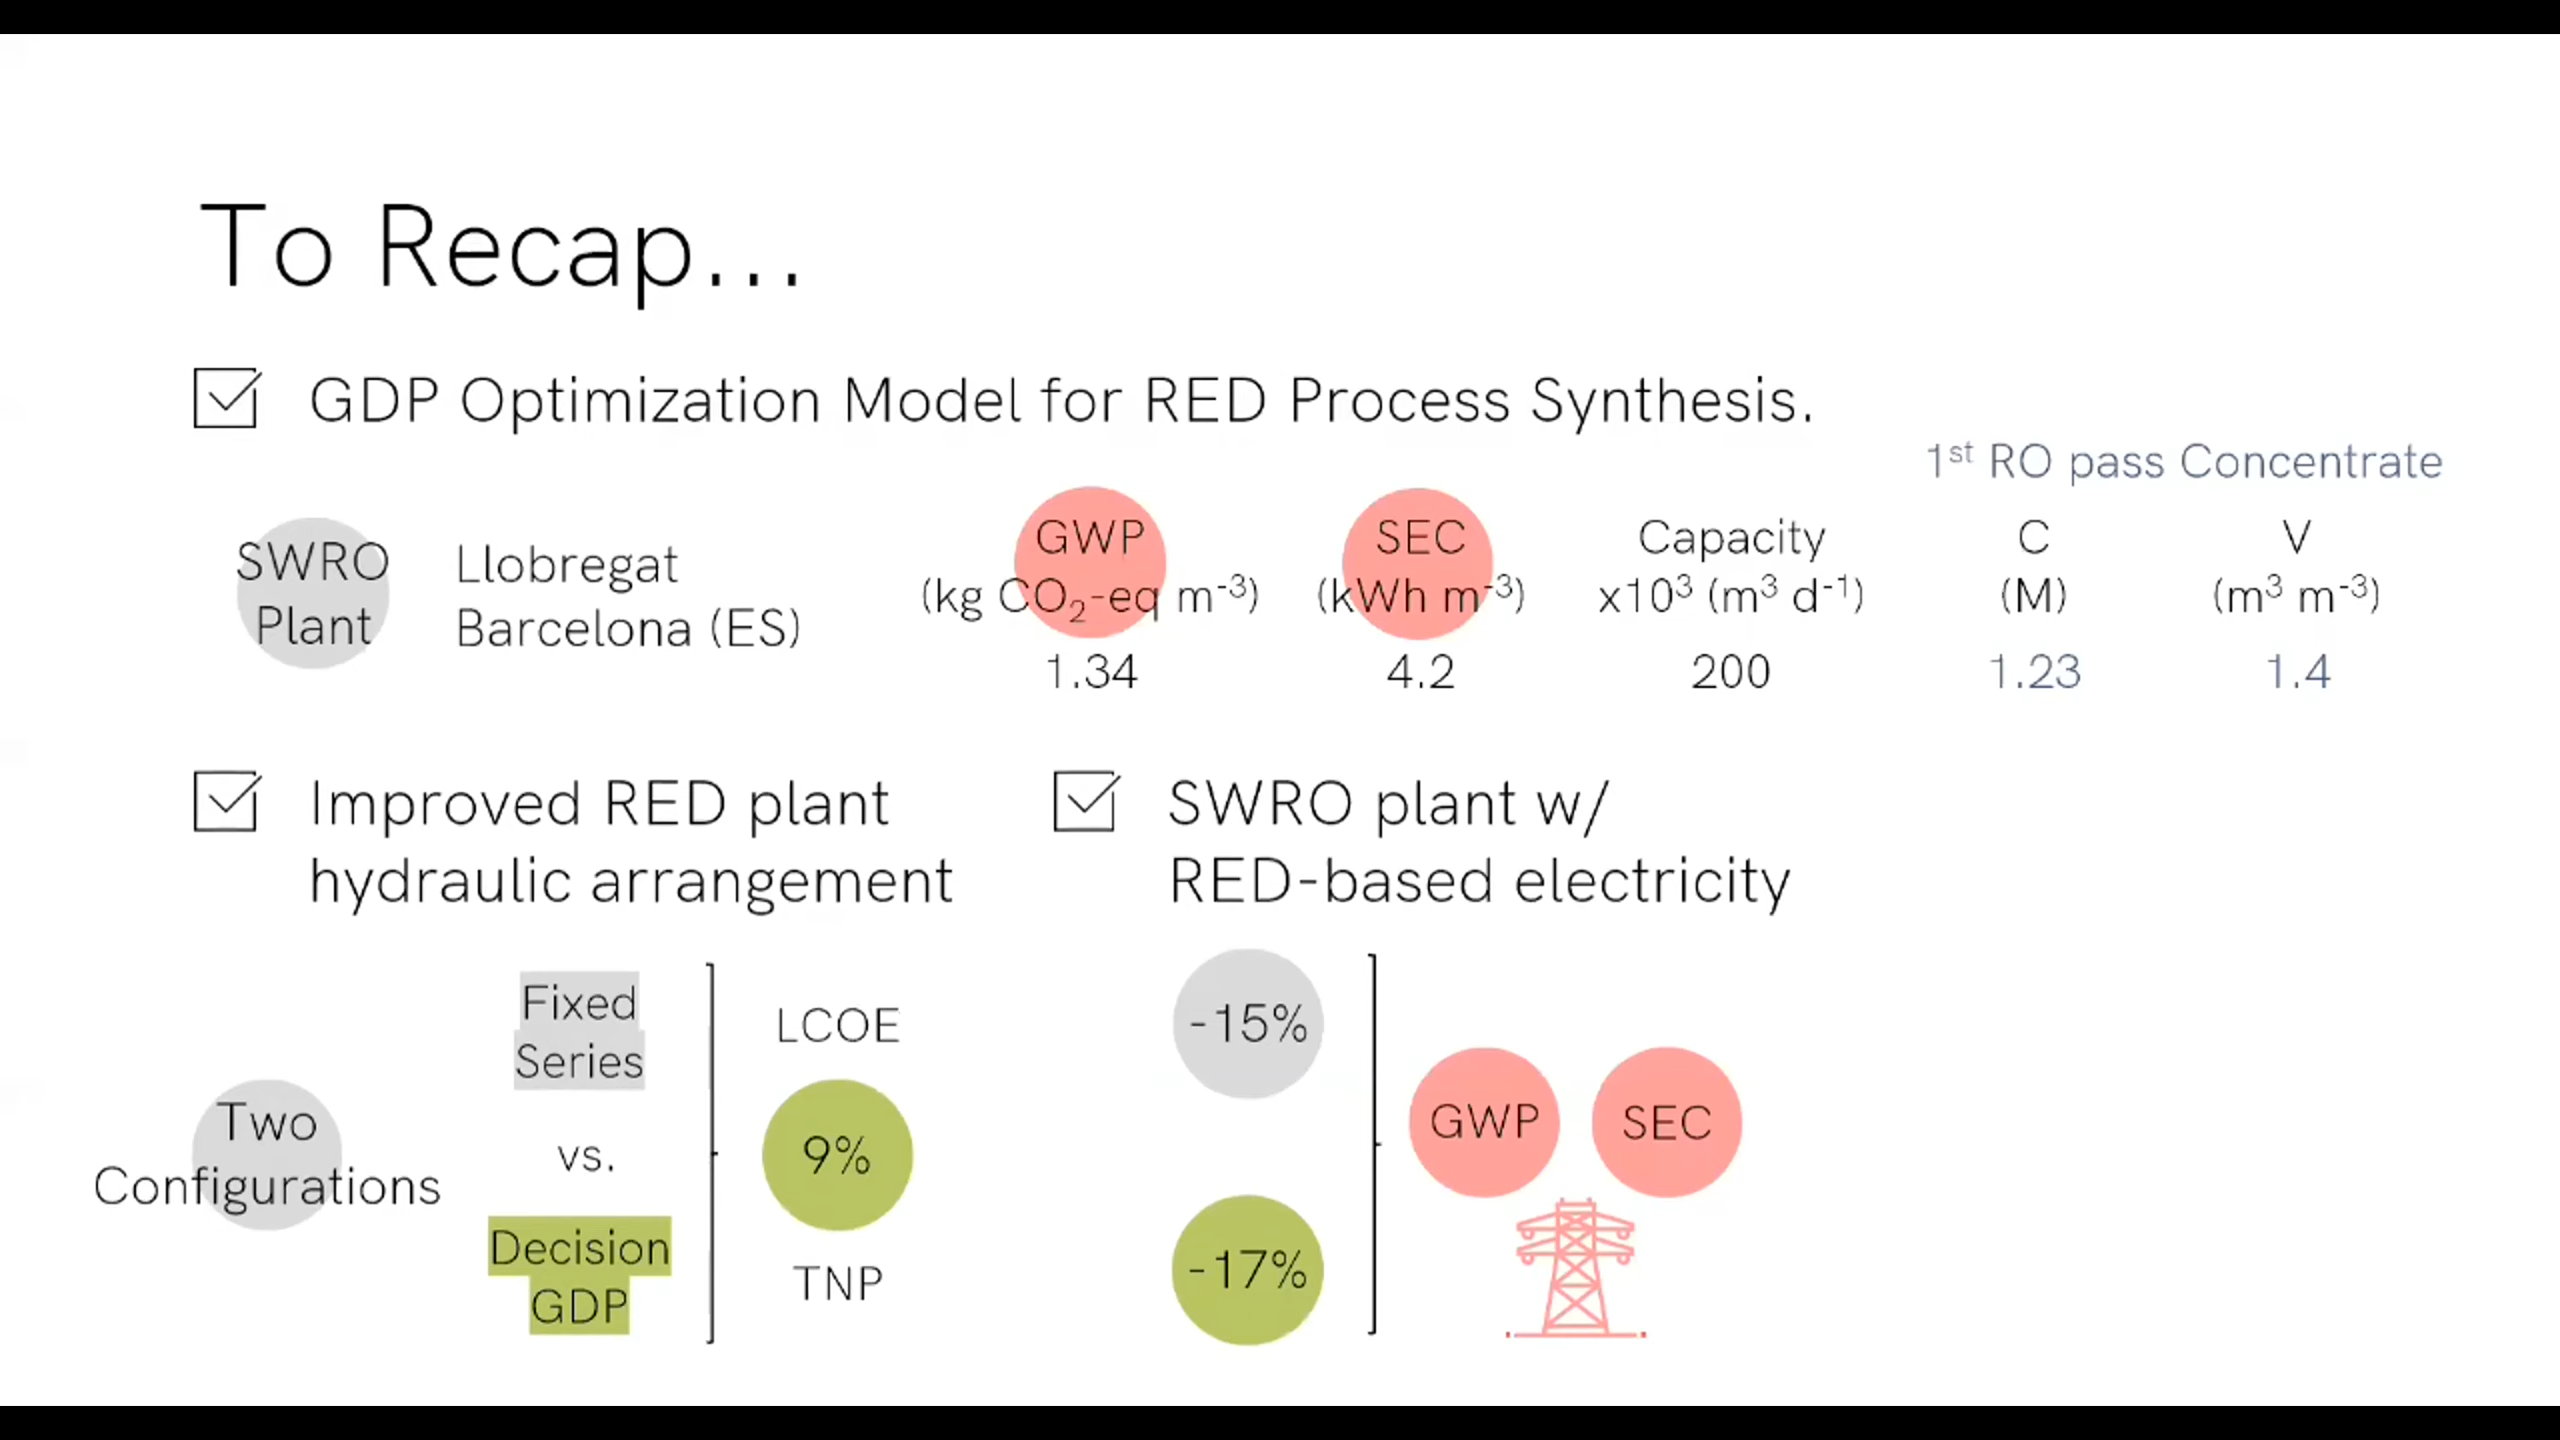 To Recap...
GDP Optimization Model for RED Process Synthesis.
1st RO pass Concentrate
SWRO
Plant
Llobregat
Barcelona (ES)
GWP
(kg CO₂-eq m⁻³)
1.34
SEC
(kWh m⁻³)
4.2
Capacity
x10³ (m³ d⁻¹)
200
C
(M)
1.23
V
(m³ m⁻³)
1.4
Improved RED plant
hydraulic arrangement
Two
Configurations
Fixed
Series
vs.
Decision
GDP
LCOE
9%
TNP
SWRO plant w/
RED-based electricity
-15%
-17%
GWP
SEC